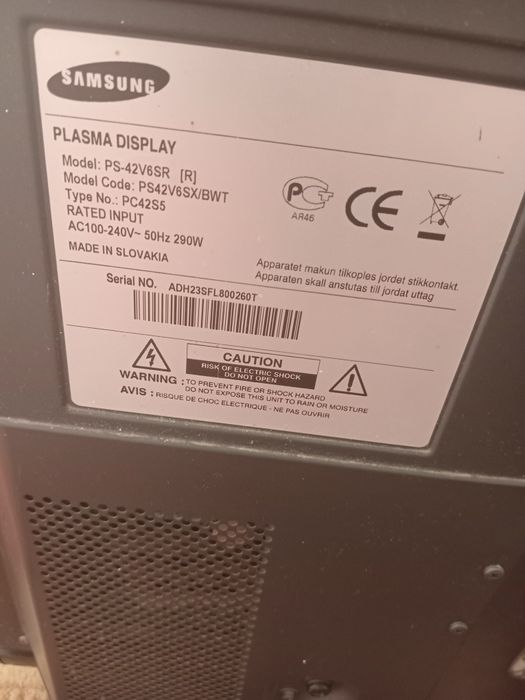 SAMSUNG
PLASMA DISPLAY
Model: PS-42V6SR [R]
Model Code: PS42V6SX/BWT
Type No.: PC42S5
RATED INPUT
AC100-240V~ 50Hz 290W
MADE IN SLOVAKIA
PCT
AR46
CE
Apparatet makun tilkoples jordet stikkontakt.
Apparaten skall anstutas till jordat uttag
Serial NO. ADH23SFL800260T
CAUTION
RISK OF ELECTRIC SHOCK
DO NOT OPEN
WARNING : TO PREVENT FIRE OR SHOCK HAZARD
DO NOT EXPOSE THIS UNIT TO RAIN OR MOISTURE
AVIS : RISQUE DE CHOC ELECTRIQUE - NE PAS OUVRIR